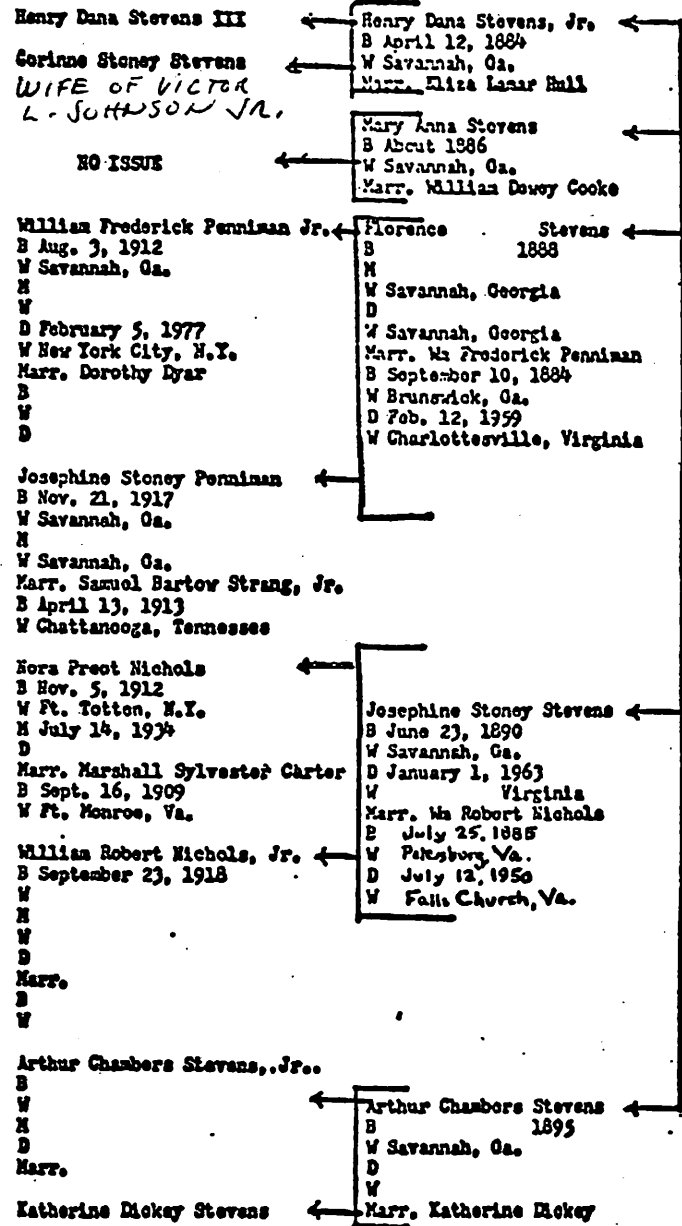 Henry Dana Stevens III
Corinne Stoney Stevens
WIFE OF VICTOR
L. JOHNSON JR.
NO ISSUE
William Frederick Penniman Jr.
B Aug. 3, 1912
W Savannah, Ga.
M
W
D February 5, 1977
W New York City, N.Y.
Marr. Dorothy Dyar
B
W
D
Josephine Stoney Penniman
B Nov. 21, 1917
W Savannah, Ga.
M
W Savannah, Ga.
Marr. Samuel Bartow Strang, Jr.
B April 13, 1913
W Chattanooga, Tennessee
Nora Preot Nichols
B Nov. 5, 1912
W Ft. Totten, N.Y.
M July 14, 1934
D
Marr. Marshall Sylvester Carter
B Sept. 16, 1909
W Ft. Monroe, Va.
William Robert Nichols, Jr.
B September 23, 1918
W
M
W
D
Marr.
B
W
Arthur Chambers Stevens,.Jr..
B
W
M
D
Marr.
Katherine Dickey Stevens
Henry Dana Stevens, Jr.
B April 12, 1884
W Savannah, Ga.
Marr. Eliza Lamar Hull
Mary Anna Stevens
B About 1886
W Savannah, Ga.
Marr. William Dewey Cooke
Florence Stevens
B 1888
M
W Savannah, Georgia
D
W Savannah, Georgia
Marr. Wm Frederick Penniman
B September 10, 1884
W Brunswick, Ga.
D Feb. 12, 1959
W Charlottesville, Virginia
Josephine Stoney Stevens
B June 23, 1890
W Savannah, Ga.
D January 1, 1963
W Virginia
Marr. Wm Robert Nichols
B July 25, 1885
W Petersburg, Va.
D July 12, 1950
W Falls Church, Va.
Arthur Chambers Stevens
B 1895
W Savannah, Ga.
D
W
Marr. Katherine Dickey